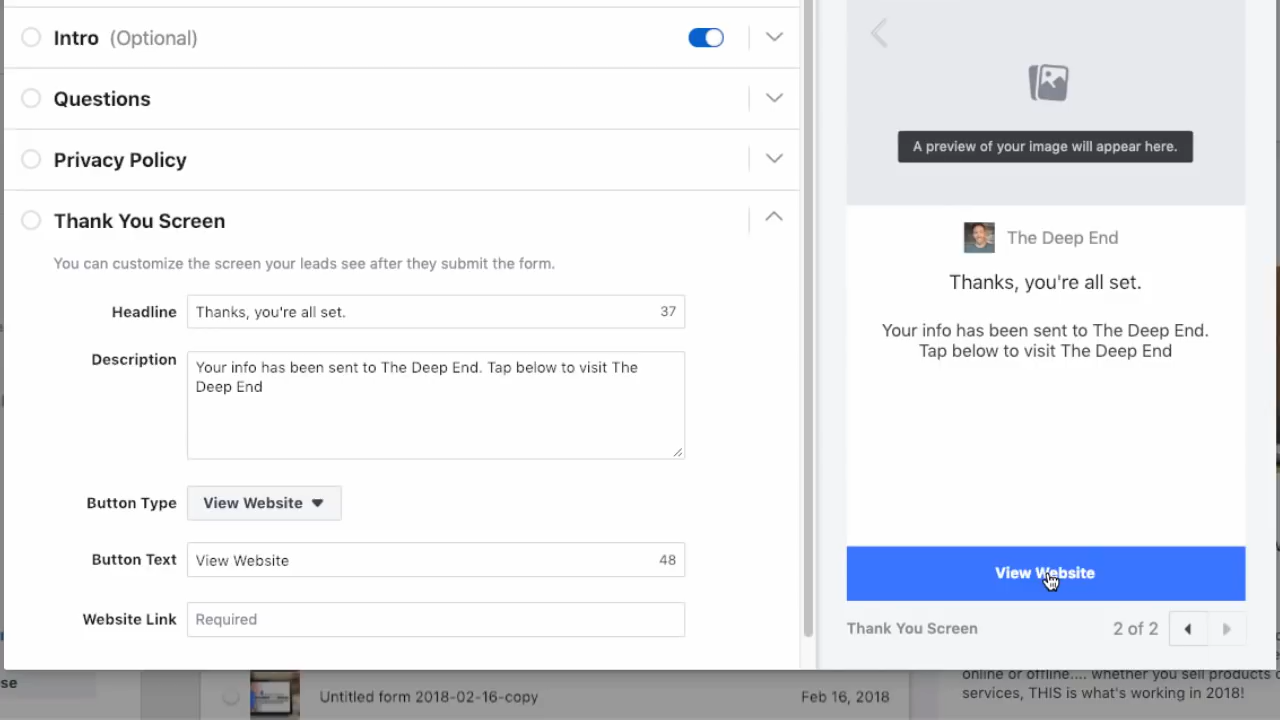 Intro (Optional)
Questions
Privacy Policy
Thank You Screen
You can customize the screen your leads see after they submit the form.
Headline
Thanks, you're all set.
37
Description
Your info has been sent to The Deep End. Tap below to visit The
Deep End
Button Type
View Website
Button Text
View Website
48
Website Link
Required
A preview of your image will appear here.
The Deep End
Thanks, you're all set.
Your info has been sent to The Deep End.
Tap below to visit The Deep End
View Website
Thank You Screen
2 of 2
se
Untitled form 2018-02-16-copy
Feb 16, 2018
online or offline.... whether you sell products o
services, THIS is what's working in 2018!